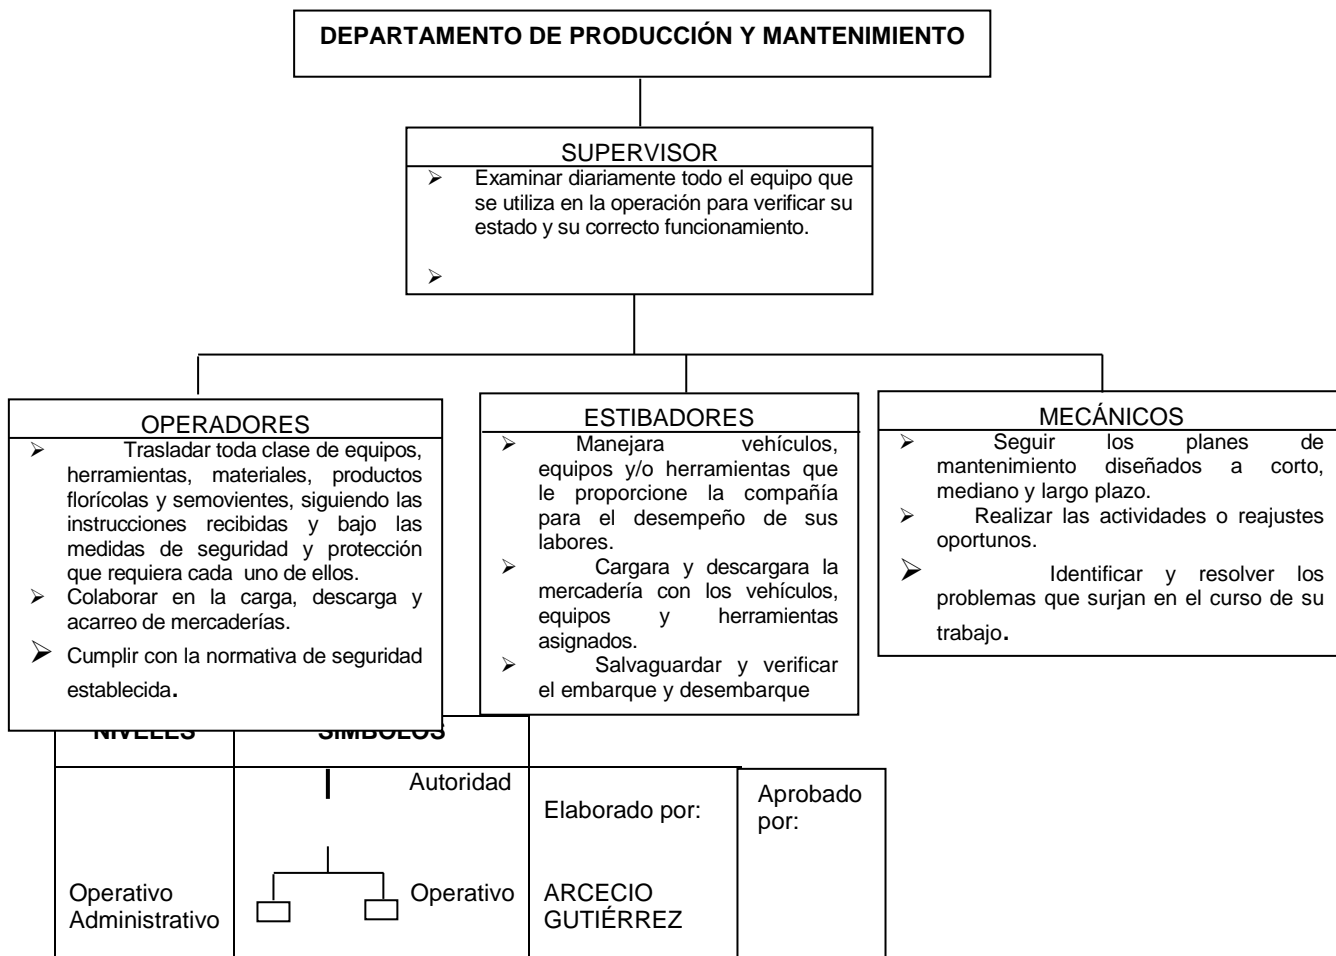 DEPARTAMENTO DE PRODUCCIÓN Y MANTENIMIENTO
SUPERVISOR
➢ Examinar diariamente todo el equipo que
se utiliza en la operación para verificar su
estado y su correcto funcionamiento.
➢
OPERADORES
➢ Trasladar toda clase de equipos,
herramientas, materiales, productos
florícolas y semovientes, siguiendo las
instrucciones recibidas y bajo las
medidas de seguridad y protección
que requiera cada uno de ellos.
➢ Colaborar en la carga, descarga y
acarreo de mercaderías.
➢ Cumplir con la normativa de seguridad
establecida.
ESTIBADORES
➢ Manejara vehículos,
equipos y/o herramientas que
le proporcione la compañía
para el desempeño de sus
labores.
➢ Cargara y descargara la
mercadería con los vehículos,
equipos y herramientas
asignados.
➢ Salvaguardar y verificar
el embarque y desembarque
MECÁNICOS
➢ Seguir los planes de
mantenimiento diseñados a corto,
mediano y largo plazo.
➢ Realizar las actividades o reajustes
oportunos.
➢ Identificar y resolver los
problemas que surjan en el curso de su
trabajo.
NIVELES
SIMBOLOS
Autoridad
Operativo
Administrativo
Operativo
Elaborado por:
ARCECIO
GUTIÉRREZ
Aprobado
por: